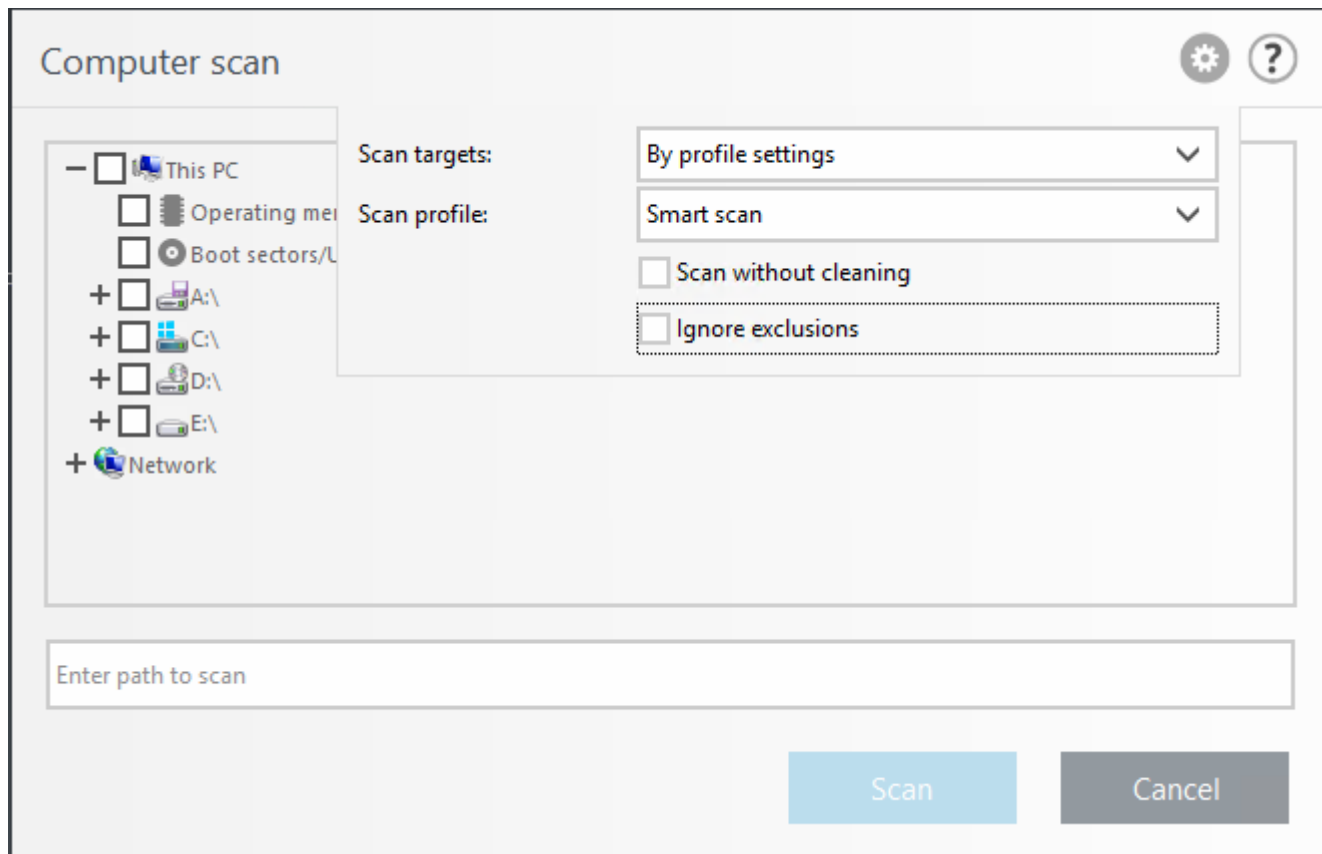 Computer scan
?
This PC
Operating
Boot sectors/
A:\
C:\
D:\
E:\
Network
Scan targets:
By profile settings
Scan profile:
Smart scan
Scan without cleaning
Ignore exclusions
Enter path to scan
Scan
Cancel